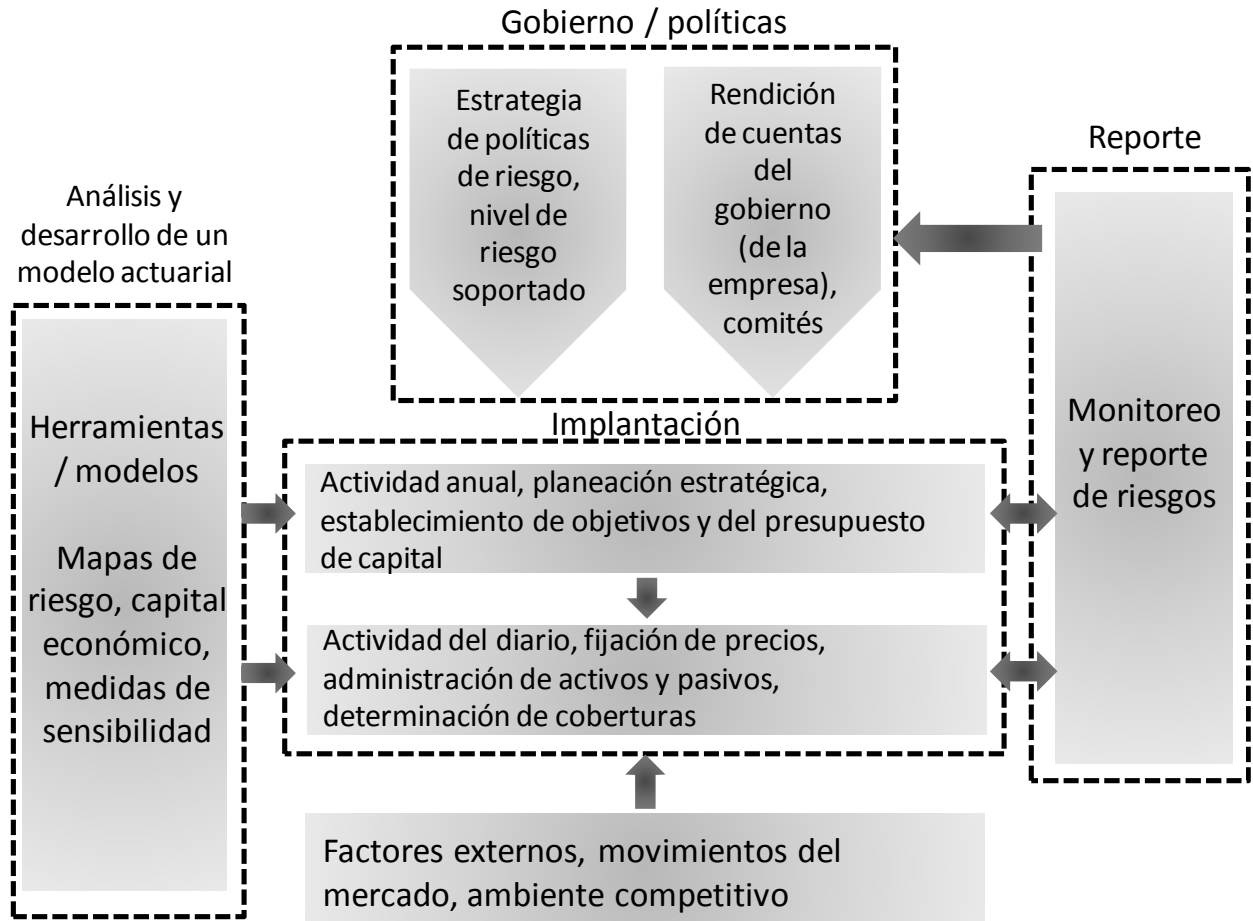 Gobierno / políticas
Estrategia
de políticas
de riesgo,
nivel de
riesgo
soportado
Rendición
de cuentas
del
gobierno
(de la
empresa),
comités
Reporte
Monitoreo
y reporte
de riesgos
Análisis y
desarrollo de un
modelo actuarial
Herramientas
/ modelos
Mapas de
riesgo, capital
económico,
medidas de
sensibilidad
Implantación
Actividad anual, planeación estratégica,
establecimiento de objetivos y del presupuesto
de capital
Actividad del diario, fijación de precios,
administración de activos y pasivos,
determinación de coberturas
Factores externos, movimientos del
mercado, ambiente competitivo